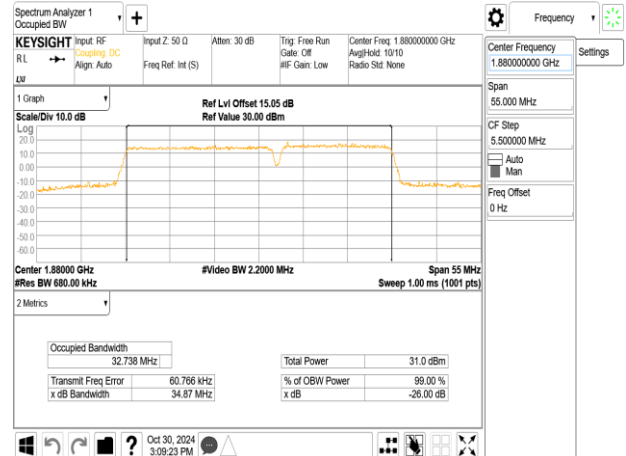 Spectrum Analyzer 1
Occupied BW
Frequency
KEYSIGHT
Input: RF
Input Z: 50 Ω
Atten: 30 dB
Trig: Free Run
Center Freq: 1.880000000 GHz
RL
Coupling: DC
Gate: Off
Avg|Hold: 10/10
Align: Auto
Freq Ref: Int (S)
#IF Gain: Low
Radio Std: None
LXI
Center Frequency
1.880000000 GHz
Settings
Span
55.000 MHz
CF Step
5.500000 MHz
Auto
Man
Freq Offset
0 Hz
1 Graph
Ref Lvl Offset 15.05 dB
Scale/Div 10.0 dB
Ref Value 30.00 dBm
Log
20.0
10.0
0.00
-10.0
-20.0
-30.0
-40.0
-50.0
-60.0
Center 1.88000 GHz
#Video BW 2.2000 MHz
Span 55 MHz
#Res BW 680.00 kHz
Sweep 1.00 ms (1001 pts)
2 Metrics
Occupied Bandwidth
32.738 MHz
Total Power
31.0 dBm
Transmit Freq Error
60.766 kHz
% of OBW Power
99.00 %
x dB Bandwidth
34.87 MHz
x dB
-26.00 dB
Oct 30, 2024
3:09:23 PM